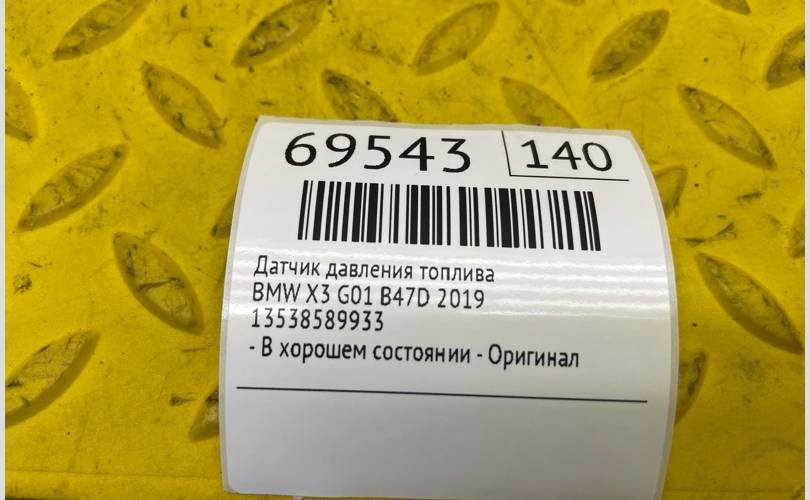 69543 140
Датчик давления топлива
BMW X3 G01 B47D 2019
13538589933
- В хорошем состоянии - Оригинал